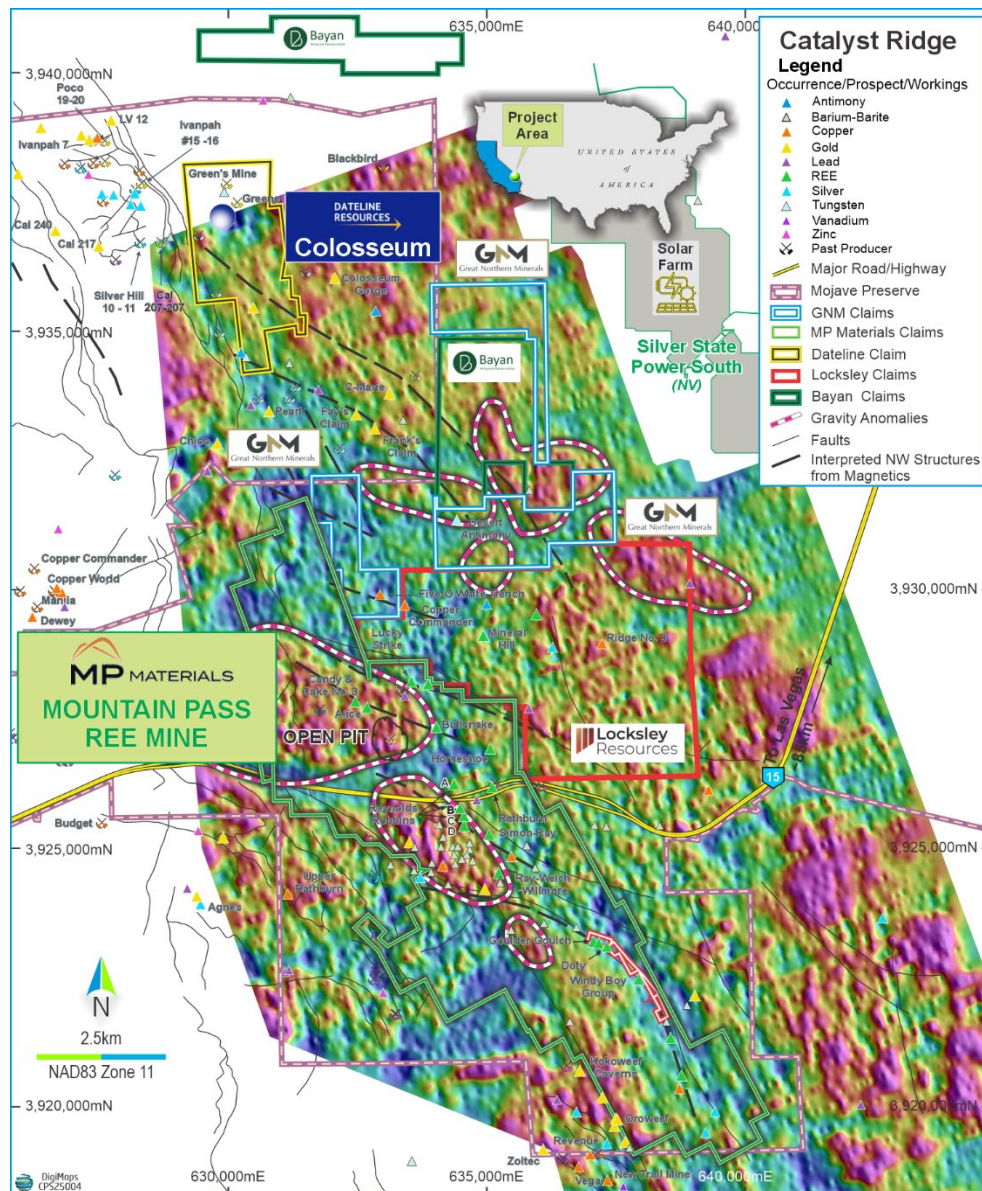 635,000mE
640,000mE
Bayan
3,940,000mN
Catalyst Ridge
Legend
Occurrence/Prospect/Workings
Antimony
Barium-Barite
Copper
Gold
Lead
REE
Silver
Tungsten
Vanadium
Zinc
Past Producer
Major Road/Highway
Mojave Preserve
GNM Claims
MP Materials Claims
Dateline Claim
Locksley Claims
Bayan Claims
Gravity Anomalies
Faults
Interpreted NW Structures
from Magnetics
Project
Area
UNITED STATES
of
AMERICA
Poco
19-20
LV 12
Ivanpah 7
Ivanpah
#15 -16
Blackbird
Green's Mine
Greens
DATELINE
RESOURCES
Colosseum
GNM
Great Northern Minerals
Solar
Farm
Cal 240
Cal 217
Colosseum
Gorge
Silver Hill
10 - 11
Cal
207-207
3,935,000mN
Silver State
Power South
(NV)
Bayan
C-Mane
Pearl
Fay's
Claim
Frank's
Claim
Chico
GNM
Great Northern Minerals
GNM
Great Northern Minerals
Desert
Antimony
Copper Commander
Copper World
Manila
Dewey
3,930,000mN
Five O White Trench
Copper
Commander
Lucky
Strike
Mineral
Hill
Ridge No. 3
MP MATERIALS
MOUNTAIN PASS
REE MINE
Candy &
Cake No. 3
Alice
OPEN PIT
Bullsnake
Horseshoe
Locksley
Resources
To Las Vegas
15
A
B
C
D
Reynolds
Robbins
Rathburn
Simon-Ray
Budget
3,925,000mN
3,925,000mN
Upper
Rathburn
Ray-Welch
-Willmore
Agnes
Doty
Windy Boy
Group
N
2.5km
NAD83 Zone 11
Kokoweef
Caverns
3,920,000mN
3,920,000mN
Oroweef
Revenue
Zoltec
Vega
New Trail Mine
DigiMaps
CPS25004
630,000mE
635,000mE
640,000mE